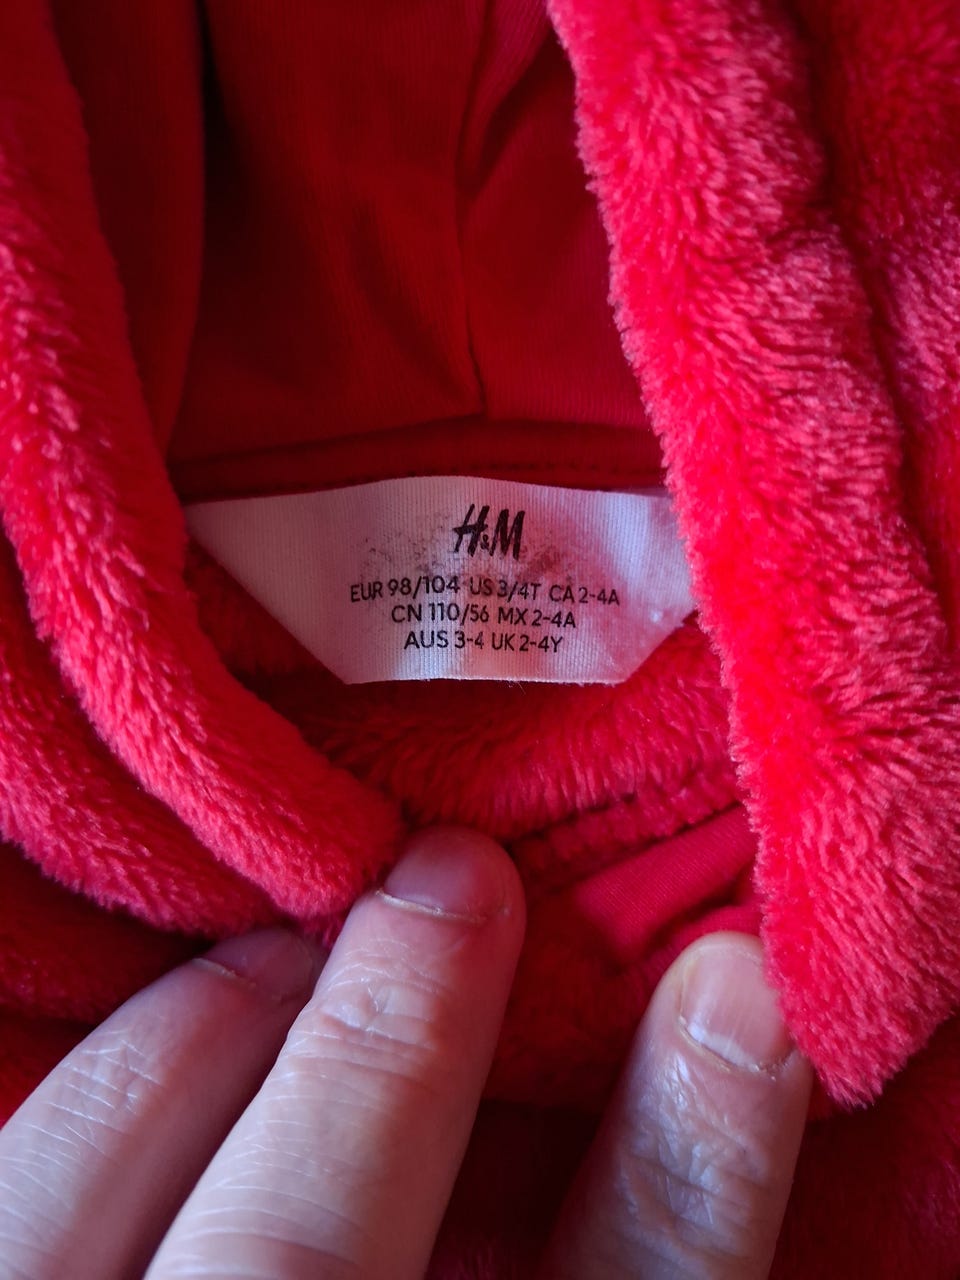 H&M
EUR 98/104 US 3/4T CA 2-4A
CN 110/56 MX 2-4A
AUS 3-4 UK 2-4Y